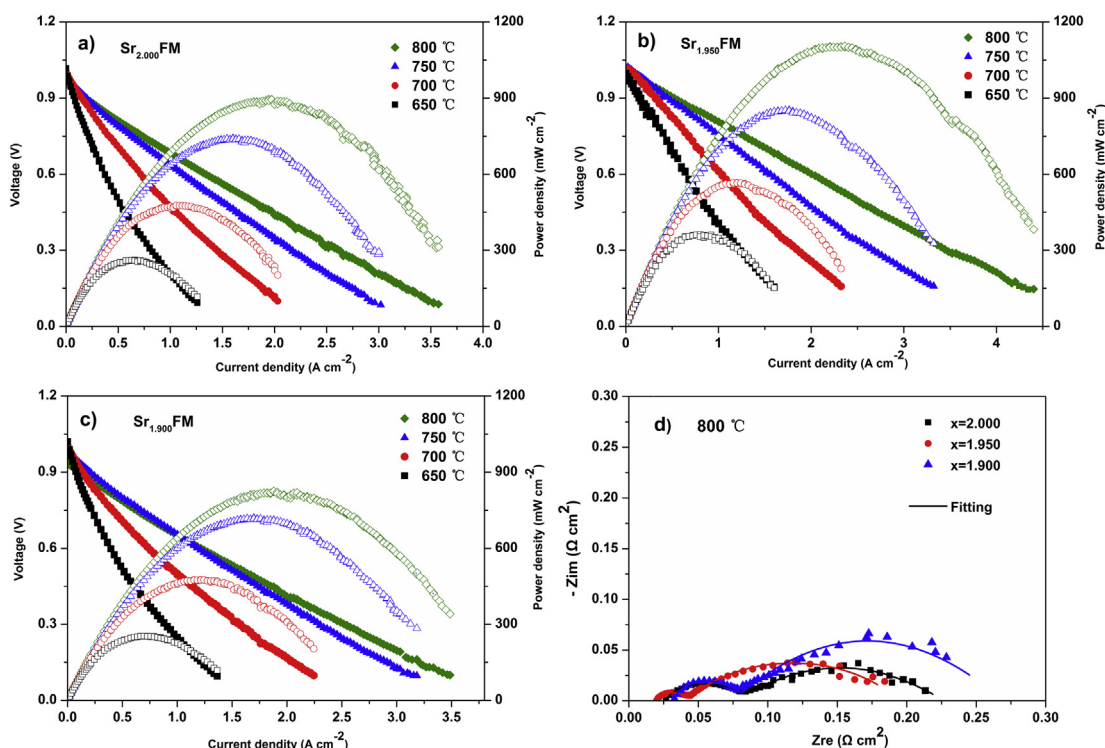 a) Sr2.000FM
800 ℃
750 ℃
700 ℃
650 ℃
1.2
0.9
0.6
0.3
0.0
Voltage (V)
1200
900
600
300
0
Power density (mW cm-2)
0.0 0.5 1.0 1.5 2.0 2.5 3.0 3.5 4.0
Current dendity (A cm-2)
b) Sr1.950FM
800 ℃
750 ℃
700 ℃
650 ℃
1.2
0.9
0.6
0.3
0.0
Voltage (V)
1200
900
600
300
0
Power density (mW cm-2)
0 1 2 3 4
Current dendity (A cm-2)
c) Sr1.900FM
800 ℃
750 ℃
700 ℃
650 ℃
1.2
0.9
0.6
0.3
0.0
Voltage (V)
1200
900
600
300
0
Power density (mW cm-2)
0.0 0.5 1.0 1.5 2.0 2.5 3.0 3.5
Current dendity (A cm-2)
d) 800 ℃
x=2.000
x=1.950
x=1.900
Fitting
0.30
0.25
0.20
0.15
0.10
0.05
0.00
- Zim (Ω cm2)
0.00 0.05 0.10 0.15 0.20 0.25 0.30
Zre (Ω cm2)